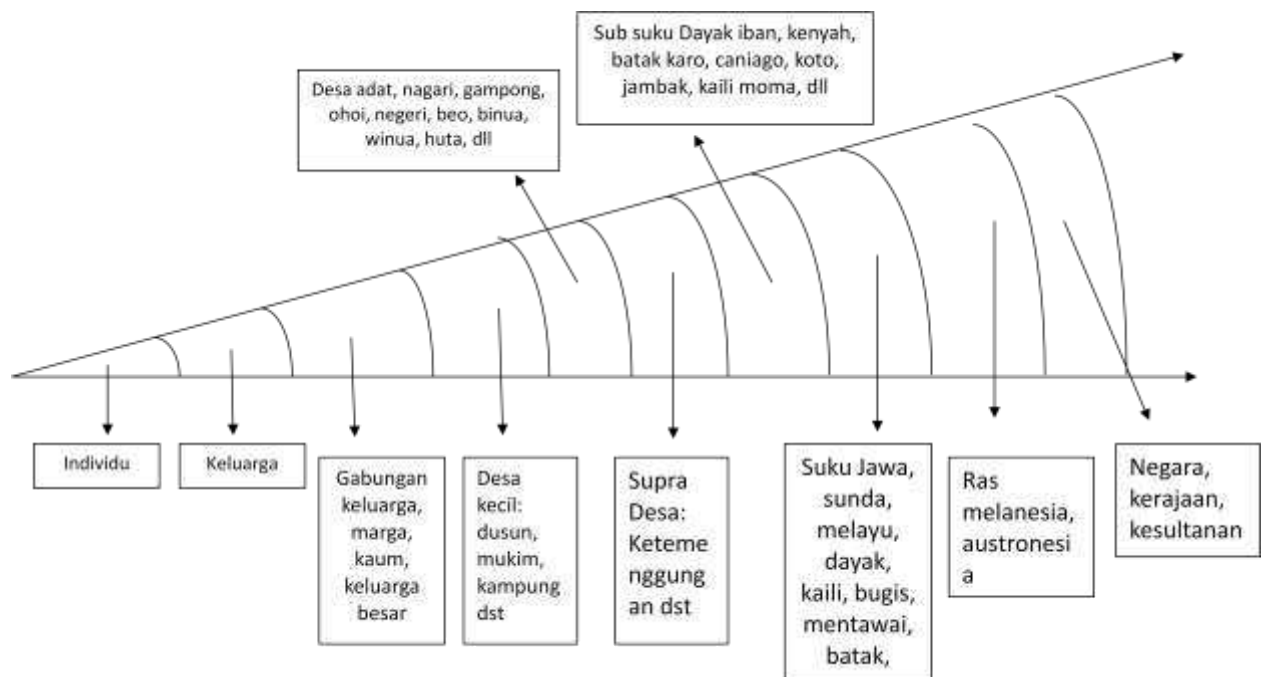 Sub suku Dayak iban, kenyah,
batak karo, caniago, koto,
jambak, kaili moma, dll
Desa adat, nagari, gampong,
ohoi, negeri, beo, binua,
winua, huta, dll
Individu
Keluarga
Gabungan
keluarga,
marga,
kaum,
keluarga
besar
Desa
kecil:
dusun,
mukim,
kampung
dst
Supra
Desa:
Keteme
nggung
an dst
Suku Jawa,
sunda,
melayu,
dayak,
kaili, bugis,
mentawai,
batak,
Ras
melanesia,
austronesi
a
Negara,
kerajaan,
kesultanan